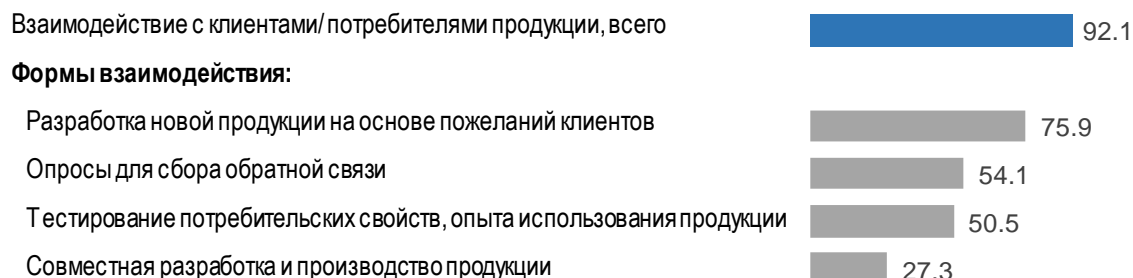 Взаимодействие с клиентами/ потребителями продукции, всего 92.1
Формы взаимодействия:
Разработка новой продукции на основе пожеланий клиентов 75.9
Опросы для сбора обратной связи 54.1
Тестирование потребительских свойств, опыта использования продукции 50.5
Совместная разработка и производство продукции 27.3